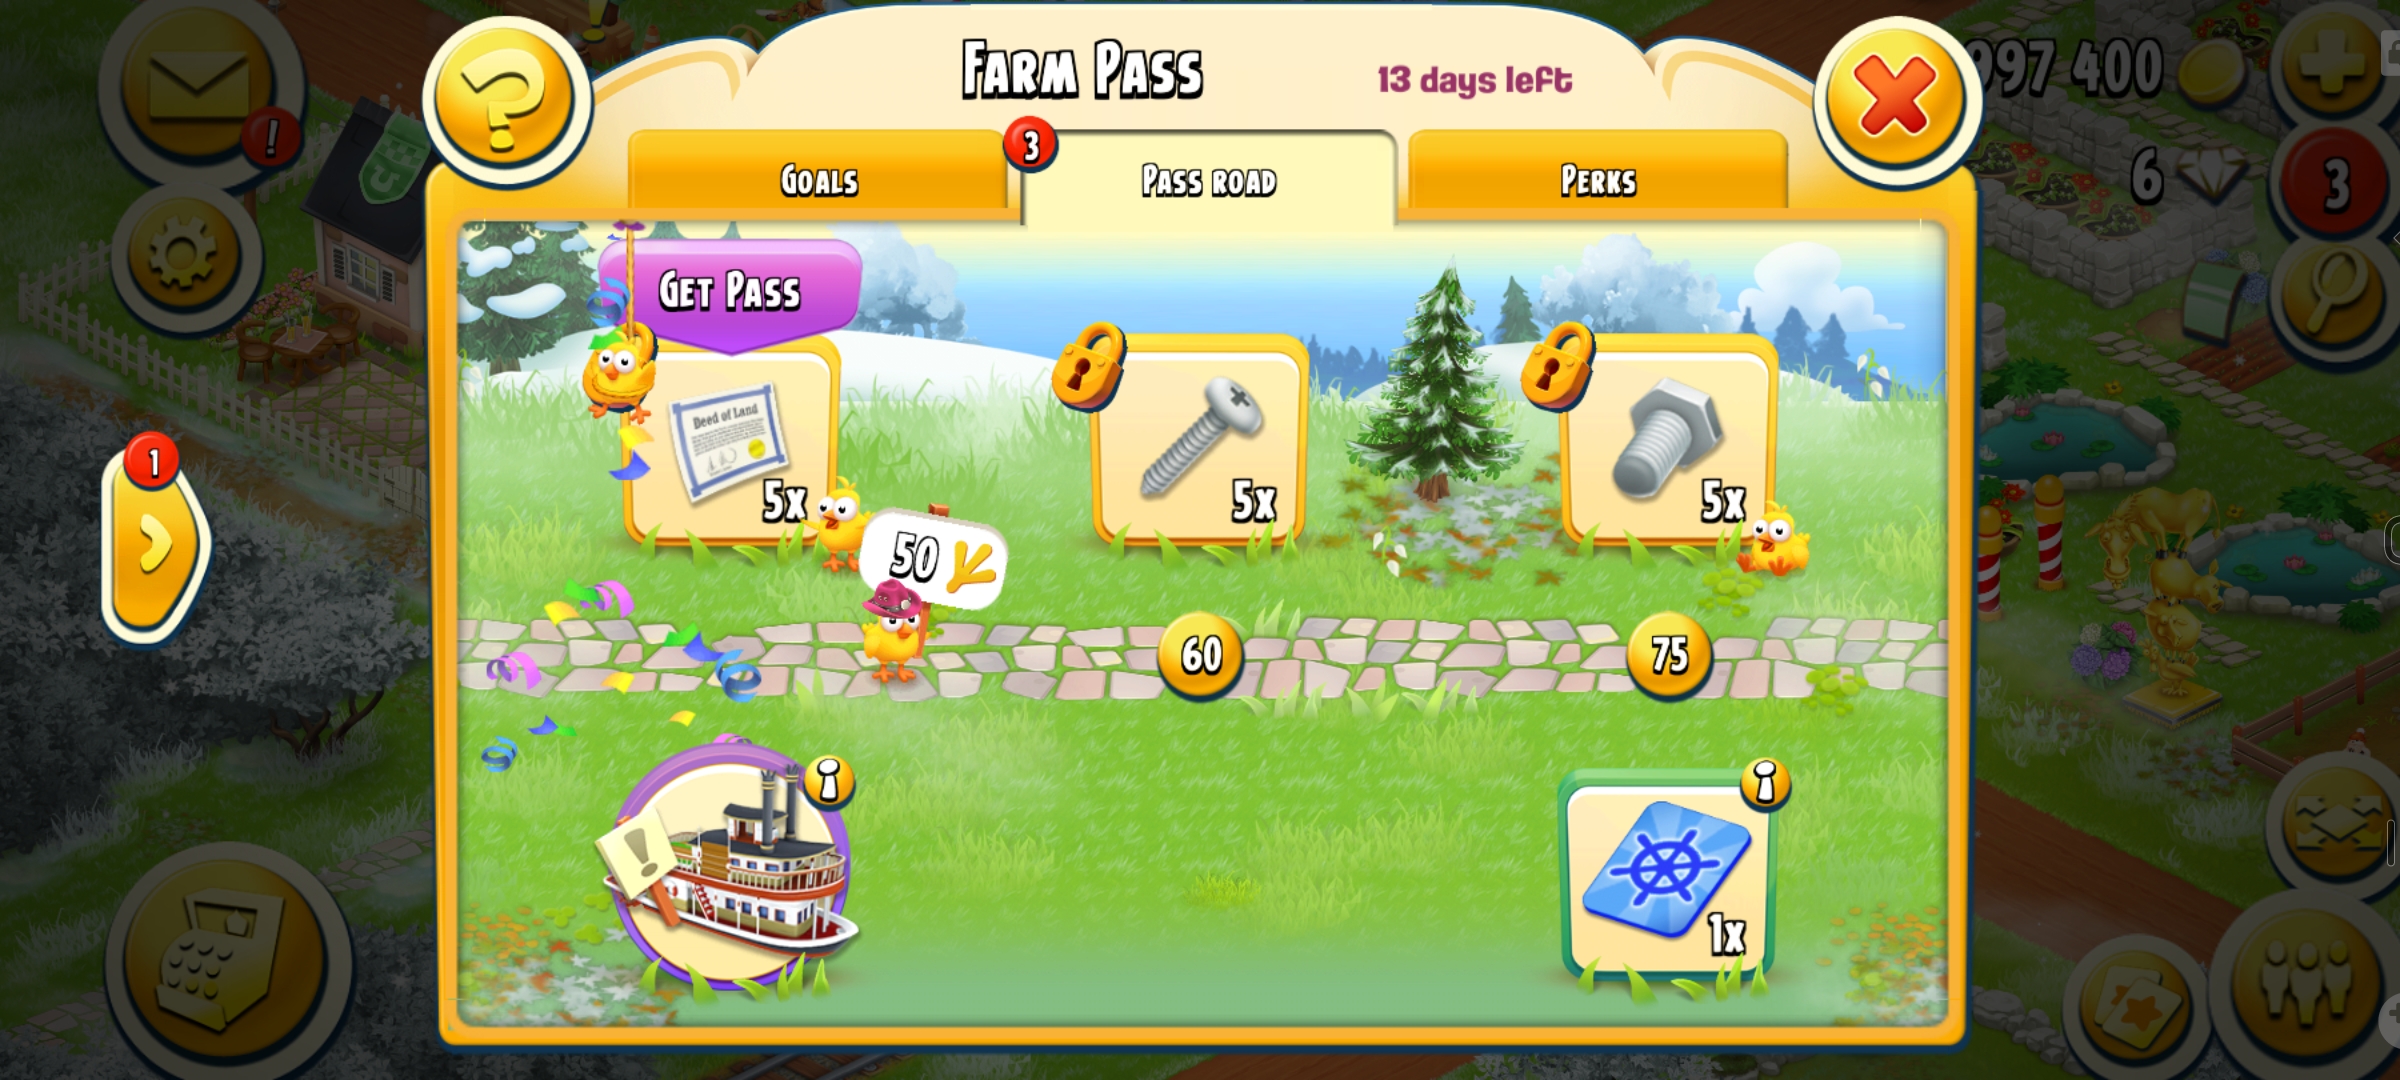 FARM PASS
13 days left
997 400
6
3
!
GOALS
3
PASS ROAD
PERKS
GET PASS
Deed of Land
5x
5x
5x
1
50
60
75
!
i
i
1x